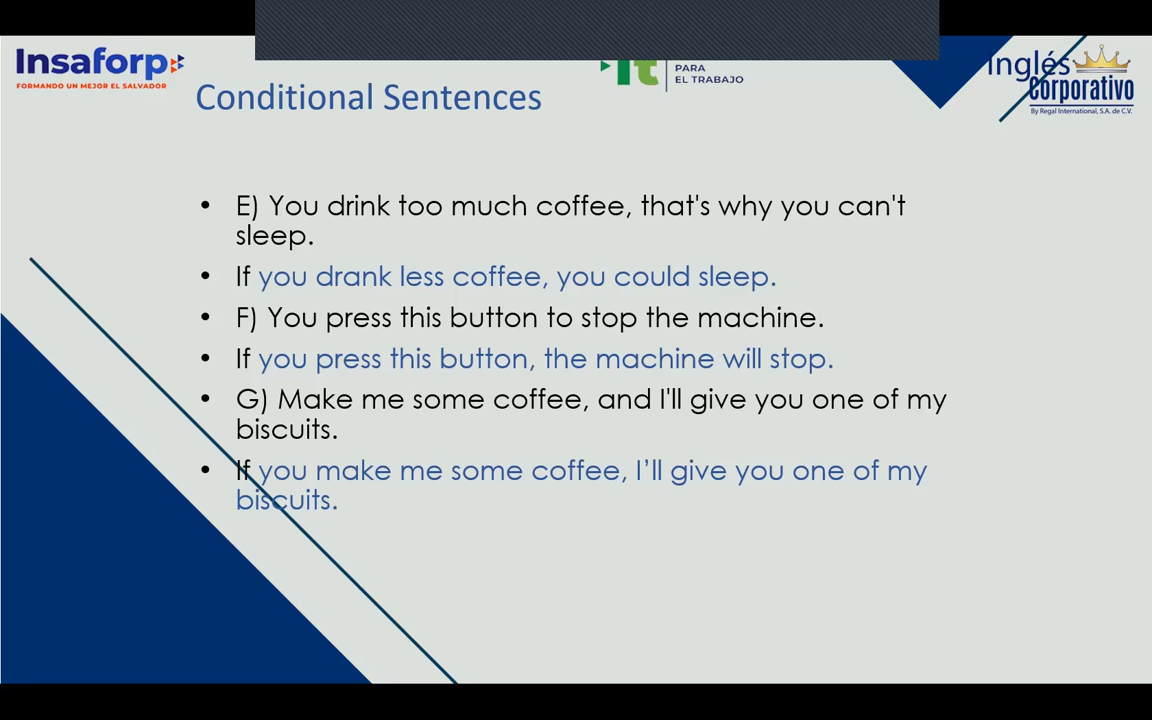 Insaforp
FORMANDO UN MEJOR EL SALVADOR
PARA
EL TRABAJO
Inglés
Corporativo
By Regal International, S.A. de C.V.
Conditional Sentences
• E) You drink too much coffee, that's why you can't
sleep.
• If you drank less coffee, you could sleep.
• F) You press this button to stop the machine.
• If you press this button, the machine will stop.
• G) Make me some coffee, and I'll give you one of my
biscuits.
• If you make me some coffee, I’ll give you one of my
biscuits.